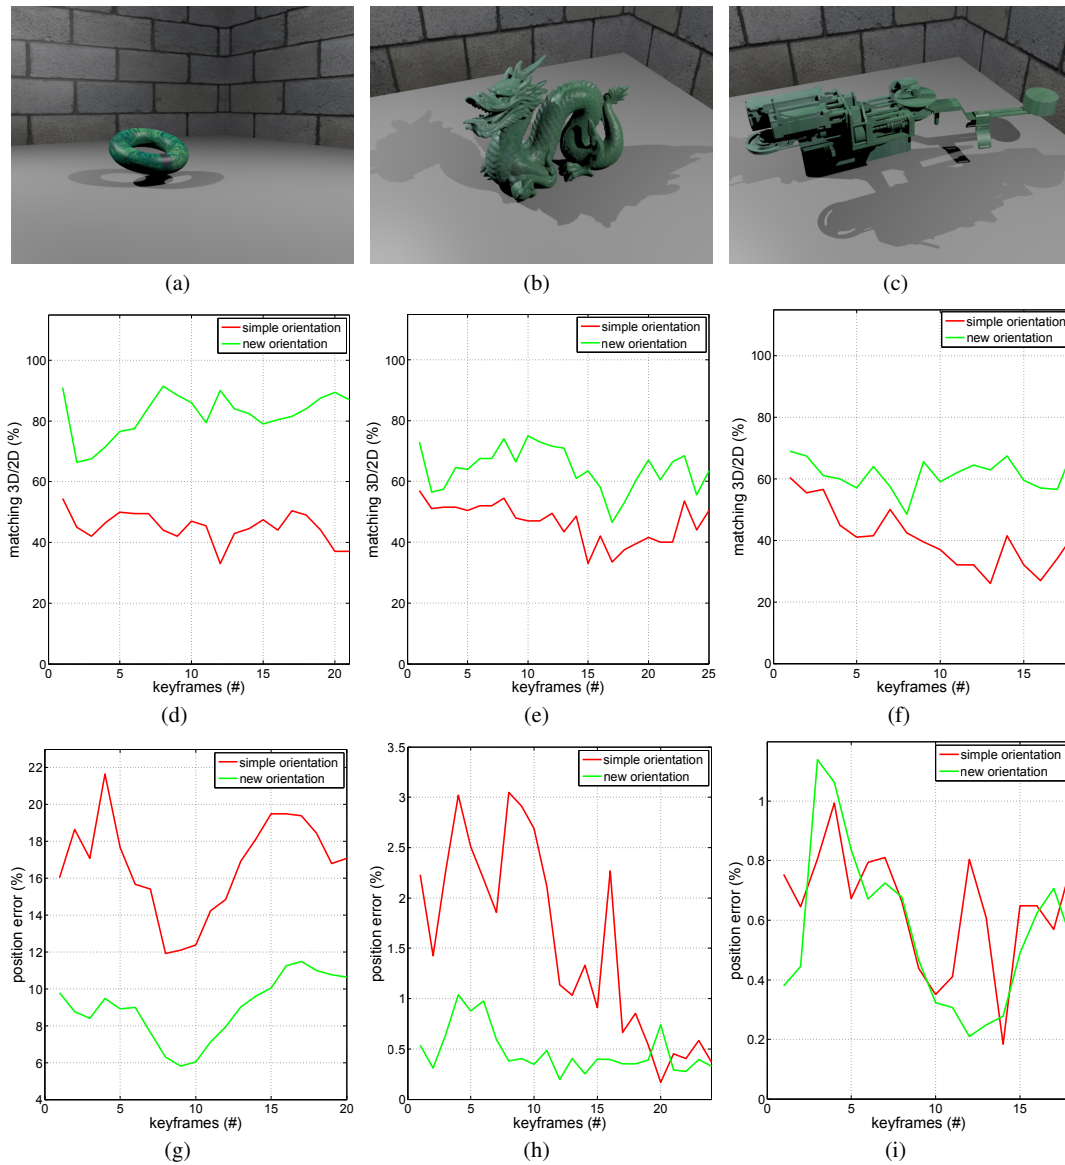 (a)
(b)
(c)
simple orientation
new orientation
100
80
60
40
20
0
0
5
10
15
20
matching 3D/2D (%)
keyframes (#)
(d)
simple orientation
new orientation
100
80
60
40
20
0
0
5
10
15
20
25
matching 3D/2D (%)
keyframes (#)
(e)
simple orientation
new orientation
100
80
60
40
20
0
0
5
10
15
matching 3D/2D (%)
keyframes (#)
(f)
simple orientation
new orientation
22
20
18
16
14
12
10
8
6
4
0
5
10
15
20
position error (%)
keyframes (#)
(g)
simple orientation
new orientation
3.5
3
2.5
2
1.5
1
0.5
0
0
5
10
15
20
position error (%)
keyframes (#)
(h)
simple orientation
new orientation
1
0.8
0.6
0.4
0.2
0
0
5
10
15
position error (%)
keyframes (#)
(i)